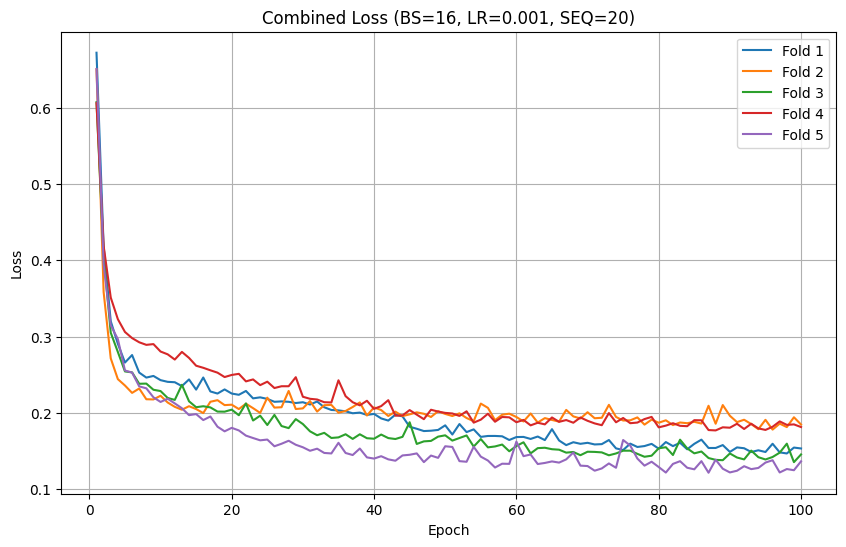 Combined Loss (BS=16, LR=0.001, SEQ=20)
Fold 1
Fold 2
Fold 3
Fold 4
Fold 5
Loss
0.6
0.5
0.4
0.3
0.2
0.1
0 20 40 60 80 100
Epoch